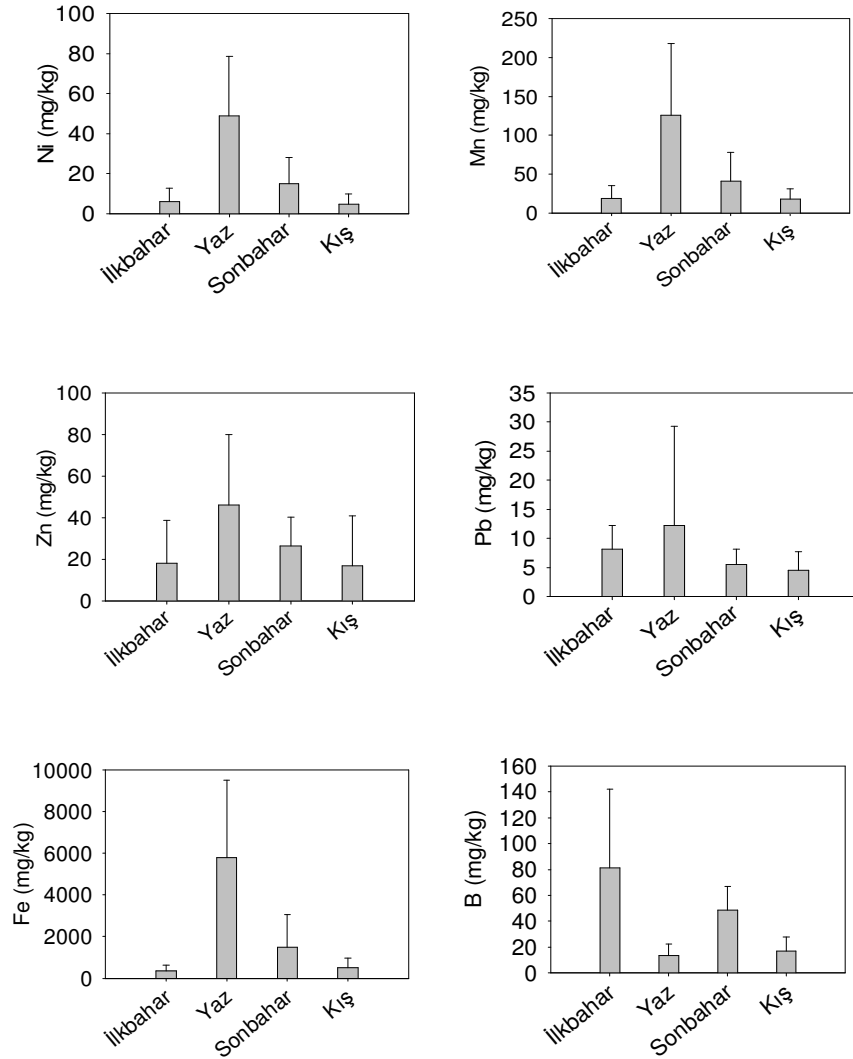 Ni (mg/kg)
100
80
60
40
20
0
İlkbahar
Yaz
Sonbahar
Kış
Mn (mg/kg)
250
200
150
100
50
0
İlkbahar
Yaz
Sonbahar
Kış
Zn (mg/kg)
100
80
60
40
20
0
İlkbahar
Yaz
Sonbahar
Kış
Pb (mg/kg)
35
30
25
20
15
10
5
0
İlkbahar
Yaz
Sonbahar
Kış
Fe (mg/kg)
10000
8000
6000
4000
2000
0
İlkbahar
Yaz
Sonbahar
Kış
B (mg/kg)
160
140
120
100
80
60
40
20
0
İlkbahar
Yaz
Sonbahar
Kış